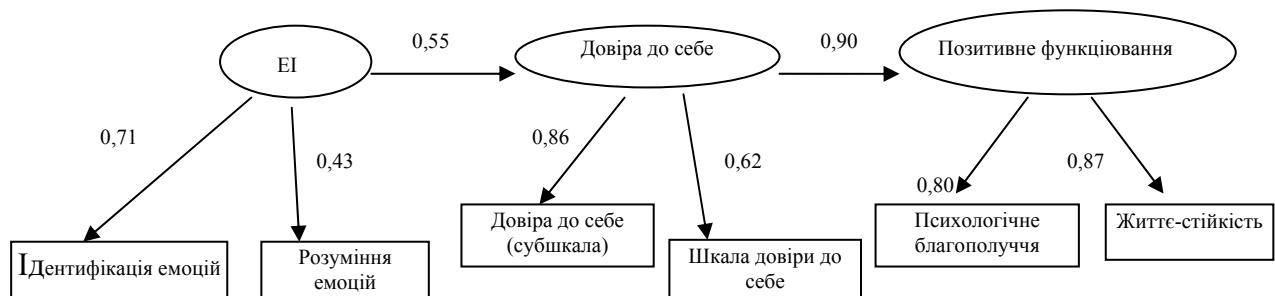 ЕІ
0,55
Довіра до себе
0,90
Позитивне функціювання
0,71
0,43
0,86
0,62
0,80
0,87
Ідентифікація емоцій
Розуміння
емоцій
Довіра до себе
(субшкала)
Шкала довіри до
себе
Психологічне
благополуччя
Життє-стійкість